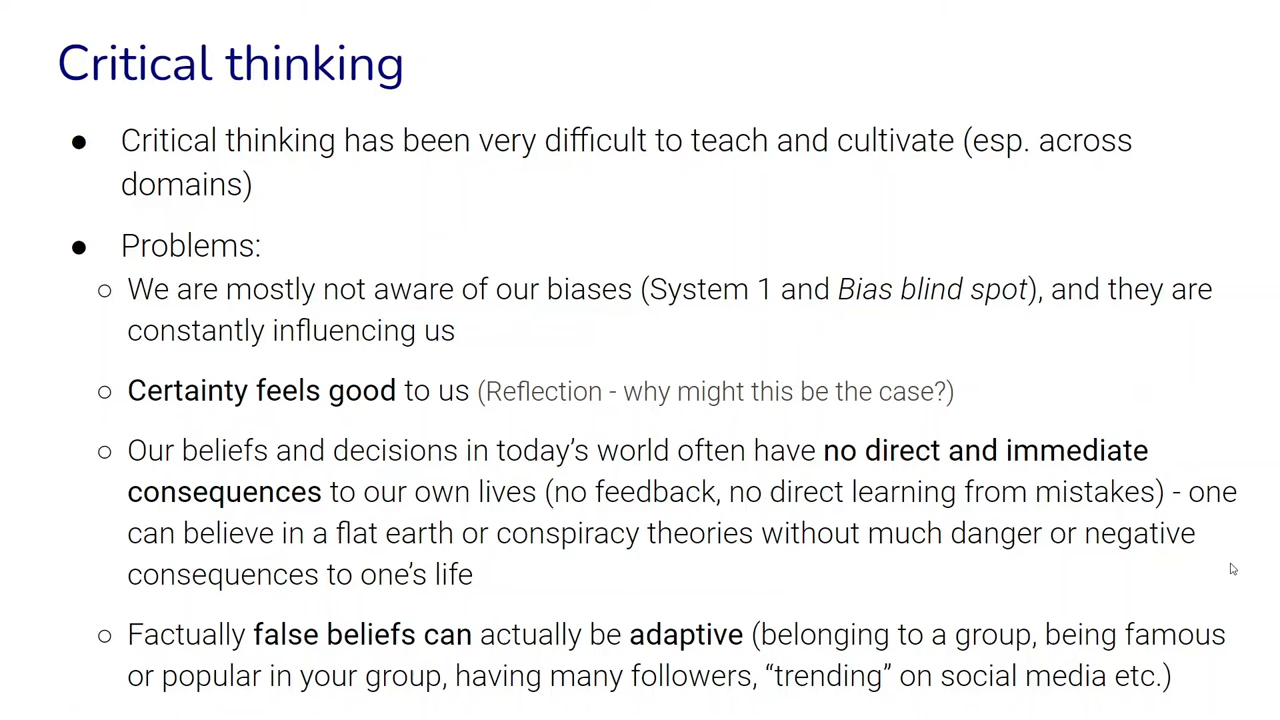 Critical thinking
● Critical thinking has been very difficult to teach and cultivate (esp. across
domains)
● Problems:
○ We are mostly not aware of our biases (System 1 and Bias blind spot), and they are
constantly influencing us
○ Certainty feels good to us (Reflection - why might this be the case?)
○ Our beliefs and decisions in today’s world often have no direct and immediate
consequences to our own lives (no feedback, no direct learning from mistakes) - one
can believe in a flat earth or conspiracy theories without much danger or negative
consequences to one’s life
○ Factually false beliefs can actually be adaptive (belonging to a group, being famous
or popular in your group, having many followers, “trending” on social media etc.)